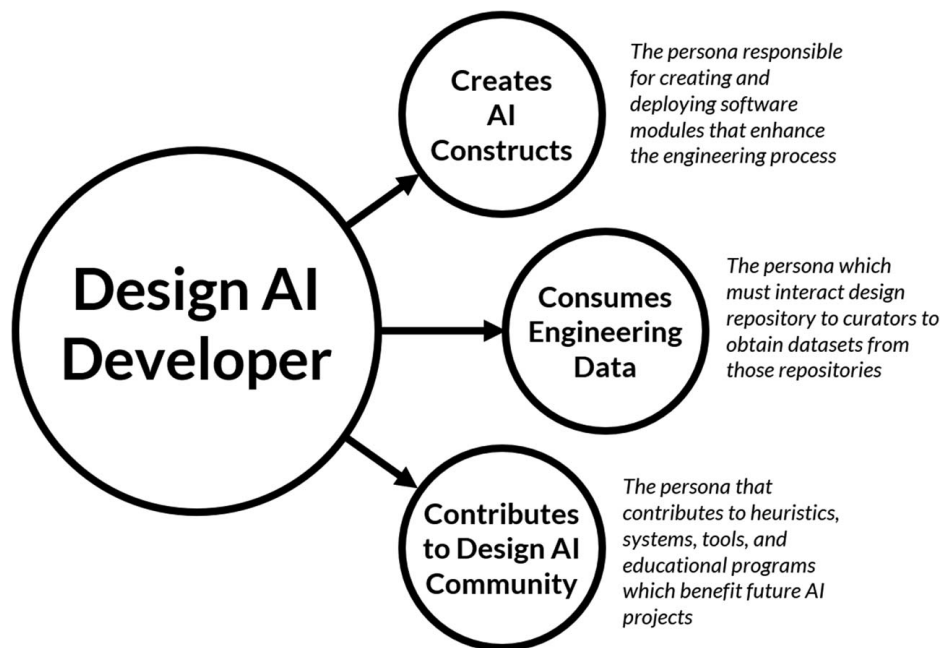 Design AI
Developer
Creates
AI
Constructs
The persona responsible
for creating and
deploying software
modules that enhance
the engineering process
Consumes
Engineering
Data
The persona which
must interact design
repository to curators to
obtain datasets from
those repositories
Contributes
to Design AI
Community
The persona that
contributes to heuristics,
systems, tools, and
educational programs
which benefit future AI
projects